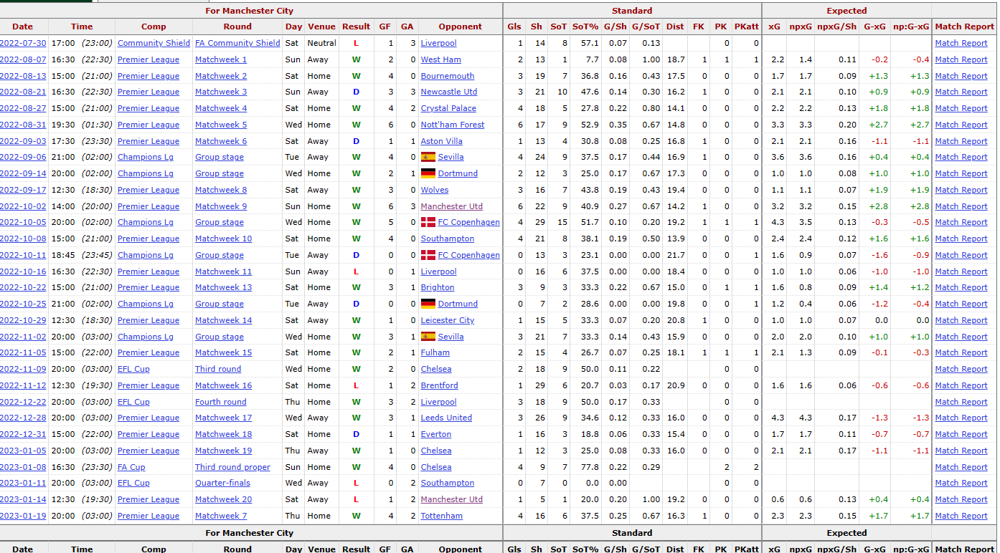 For Manchester City Standard Expected
Date Time Comp Round Day Venue Result GF GA Opponent Gls Sh SoT SoT% G/Sh G/SoT Dist FK PK PKatt xG npxG npxG/Sh G-xG np:G-xG Match Report
2022-07-30 17:00 (23:00) Community Shield FA Community Shield Sat Neutral L 1 3 Liverpool 1 14 8 57.1 0.07 0.13 0 0 Match Report
2022-08-07 16:30 (22:30) Premier League Matchweek 1 Sun Away W 2 0 West Ham 2 13 1 7.7 0.08 1.00 18.7 1 1 1 2.2 1.4 0.11 -0.2 -0.4 Match Report
2022-08-13 15:00 (21:00) Premier League Matchweek 2 Sat Home W 4 0 Bournemouth 3 19 7 36.8 0.16 0.43 17.5 0 0 0 1.7 1.7 0.09 +1.3 +1.3 Match Report
2022-08-21 16:30 (22:30) Premier League Matchweek 3 Sun Away D 3 3 Newcastle Utd 3 21 10 47.6 0.14 0.30 16.2 1 0 0 2.1 2.1 0.10 +0.9 +0.9 Match Report
2022-08-27 15:00 (21:00) Premier League Matchweek 4 Sat Home W 4 2 Crystal Palace 4 18 5 27.8 0.22 0.80 14.1 0 0 0 2.2 2.2 0.13 +1.8 +1.8 Match Report
2022-08-31 19:30 (01:30) Premier League Matchweek 5 Wed Home W 6 0 Nott'ham Forest 6 17 9 52.9 0.35 0.67 14.8 0 0 0 3.3 3.3 0.20 +2.7 +2.7 Match Report
2022-09-03 17:30 (23:30) Premier League Matchweek 6 Sat Away D 1 1 Aston Villa 1 13 4 30.8 0.08 0.25 16.8 1 0 0 2.1 2.1 0.16 -1.1 -1.1 Match Report
2022-09-06 21:00 (02:00) Champions Lg Group stage Tue Away W 4 0 Sevilla 4 24 9 37.5 0.17 0.44 16.9 1 0 0 3.6 3.6 0.16 +0.4 +0.4 Match Report
2022-09-14 20:00 (02:00) Champions Lg Group stage Wed Home W 2 1 Dortmund 2 12 3 25.0 0.17 0.67 17.3 0 0 0 1.0 1.0 0.08 +1.0 +1.0 Match Report
2022-09-17 12:30 (18:30) Premier League Matchweek 8 Sat Away W 3 0 Wolves 3 16 7 43.8 0.19 0.43 19.4 0 0 0 1.1 1.1 0.07 +1.9 +1.9 Match Report
2022-10-02 14:00 (20:00) Premier League Matchweek 9 Sun Home W 6 3 Manchester Utd 6 22 9 40.9 0.27 0.67 14.2 1 0 0 3.2 3.2 0.15 +2.8 +2.8 Match Report
2022-10-05 20:00 (02:00) Champions Lg Group stage Wed Home W 5 0 FC Copenhagen 4 29 15 51.7 0.10 0.20 19.2 1 1 1 4.3 3.5 0.13 -0.3 -0.5 Match Report
2022-10-08 15:00 (21:00) Premier League Matchweek 10 Sat Home W 4 0 Southampton 4 21 8 38.1 0.19 0.50 13.9 0 0 0 2.4 2.4 0.12 +1.6 +1.6 Match Report
2022-10-11 18:45 (23:45) Champions Lg Group stage Tue Away D 0 0 FC Copenhagen 0 13 3 23.1 0.00 0.00 21.7 0 0 1 1.6 0.9 0.07 -1.6 -0.9 Match Report
2022-10-16 16:30 (22:30) Premier League Matchweek 11 Sun Away L 0 1 Liverpool 0 16 6 37.5 0.00 0.00 18.4 0 0 0 1.0 1.0 0.06 -1.0 -1.0 Match Report
2022-10-22 15:00 (21:00) Premier League Matchweek 13 Sat Home W 3 1 Brighton 3 9 3 33.3 0.22 0.67 15.0 0 1 1 1.6 0.8 0.09 +1.4 +1.2 Match Report
2022-10-25 21:00 (02:00) Champions Lg Group stage Tue Away D 0 0 Dortmund 0 7 2 28.6 0.00 0.00 19.8 0 0 1 1.2 0.4 0.06 -1.2 -0.4 Match Report
2022-10-29 12:30 (18:30) Premier League Matchweek 14 Sat Away W 1 0 Leicester City 1 15 5 33.3 0.07 0.20 20.8 1 0 0 1.0 1.0 0.07 0.0 0.0 Match Report
2022-11-02 20:00 (03:00) Champions Lg Group stage Wed Home W 3 1 Sevilla 3 21 7 33.3 0.14 0.43 15.9 0 0 0 2.0 2.0 0.10 +1.0 +1.0 Match Report
2022-11-05 15:00 (22:00) Premier League Matchweek 15 Sat Home W 2 1 Fulham 2 15 4 26.7 0.07 0.25 18.1 1 1 1 2.1 1.3 0.09 -0.1 -0.3 Match Report
2022-11-09 20:00 (03:00) EFL Cup Third round Wed Home W 2 0 Chelsea 2 18 9 50.0 0.11 0.22 0 0 Match Report
2022-11-12 12:30 (19:30) Premier League Matchweek 16 Sat Home L 1 2 Brentford 1 29 6 20.7 0.03 0.17 20.9 0 0 0 1.6 1.6 0.06 -0.6 -0.6 Match Report
2022-12-22 20:00 (03:00) EFL Cup Fourth round Thu Home W 3 2 Liverpool 3 18 9 50.0 0.17 0.33 0 0 Match Report
2022-12-28 20:00 (03:00) Premier League Matchweek 17 Wed Away W 3 1 Leeds United 3 26 9 34.6 0.12 0.33 16.0 0 0 0 4.3 4.3 0.17 -1.3 -1.3 Match Report
2022-12-31 15:00 (22:00) Premier League Matchweek 18 Sat Home D 1 1 Everton 1 16 3 18.8 0.06 0.33 15.4 0 0 0 1.7 1.7 0.11 -0.7 -0.7 Match Report
2023-01-05 20:00 (03:00) Premier League Matchweek 19 Thu Away W 1 0 Chelsea 1 12 3 25.0 0.08 0.33 16.0 0 0 0 2.1 2.1 0.17 -1.1 -1.1 Match Report
2023-01-08 16:30 (23:30) FA Cup Third round proper Sun Home W 4 0 Chelsea 4 9 7 77.8 0.22 0.29 2 2 Match Report
2023-01-11 20:00 (03:00) EFL Cup Quarter-finals Wed Away L 0 2 Southampton 0 7 0 0.0 0.00 0 0 Match Report
2023-01-14 12:30 (19:30) Premier League Matchweek 20 Sat Away L 1 2 Manchester Utd 1 5 1 20.0 0.20 1.00 19.2 0 0 0 0.6 0.6 0.13 +0.4 +0.4 Match Report
2023-01-19 20:00 (03:00) Premier League Matchweek 7 Thu Home W 4 2 Tottenham 4 16 6 37.5 0.25 0.67 16.3 1 0 0 2.3 2.3 0.15 +1.7 +1.7 Match Report
For Manchester City Standard Expected
Date Time Comp Round Day Venue Result GF GA Opponent Gls Sh SoT SoT% G/Sh G/SoT Dist FK PK PKatt xG npxG npxG/Sh G-xG np:G-xG Match Report